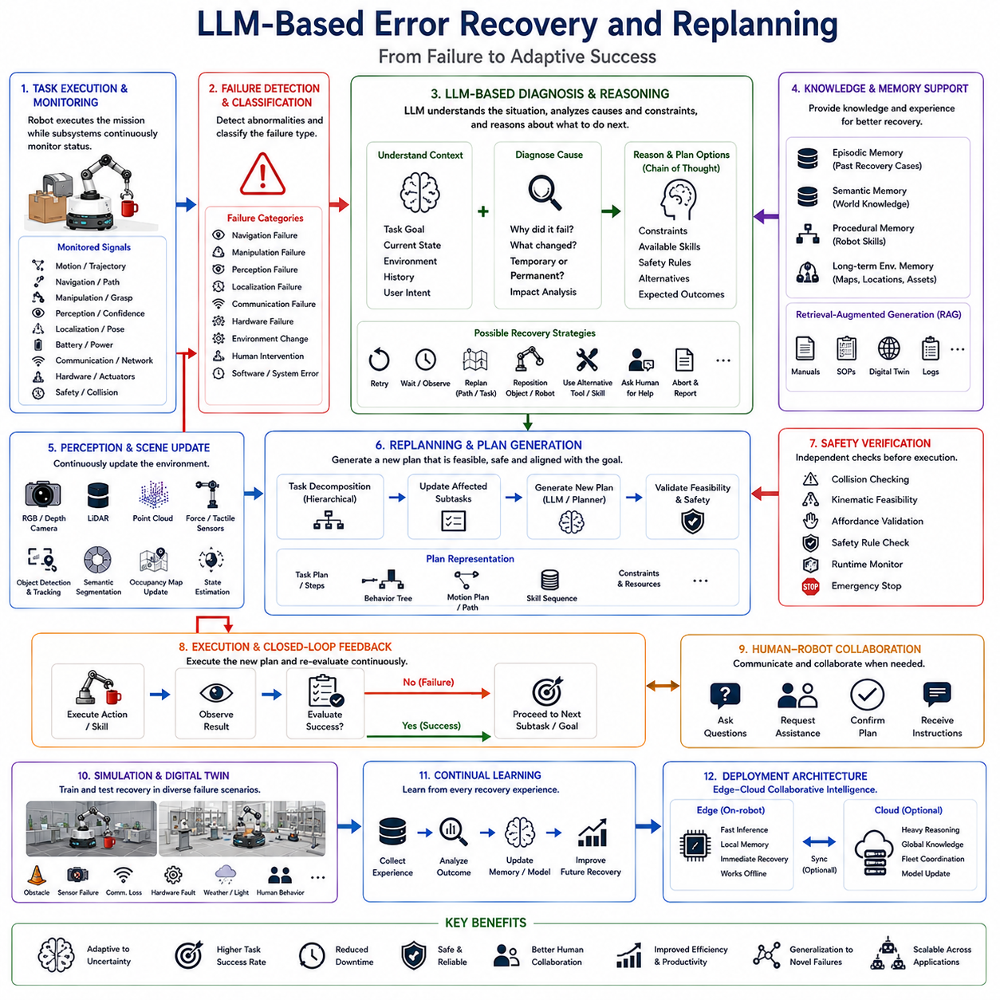 LLM-Based Error Recovery and Replanning
From Failure to Adaptive Success
1. TASK EXECUTION &
MONITORING
Robot executes the mission
while subsystems continuously
monitor status.
Monitored Signals
Motion / Trajectory
Navigation / Path
Manipulation / Grasp
Perception / Confidence
Localization / Pose
Battery / Power
Communication / Network
Hardware / Actuators
Safety / Collision
2. FAILURE DETECTION
& CLASSIFICATION
Detect abnormalities and
classify the failure type.
Failure Categories
Navigation Failure
Manipulation Failure
Perception Failure
Localization Failure
Communication Failure
Hardware Failure
Environment Change
Human Intervention
Software / System Error
3. LLM-BASED DIAGNOSIS & REASONING
LLM understands the situation, analyzes causes and constraints,
and reasons about what to do next.
Understand Context
Task Goal
Current State
Environment
History
User Intent
+
Diagnose Cause
Why did it fail?
What changed?
Temporary or
Permanent?
Impact Analysis
Reason & Plan Options
(Chain of Thought)
Constraints
Available Skills
Safety Rules
Alternatives
Expected Outcomes
Possible Recovery Strategies
Retry
Wait / Observe
Replan
(Path / Task)
Reposition
Object / Robot
Use Alternative
Tool / Skill
Ask Human
for Help
Abort &
Report
...
4. KNOWLEDGE & MEMORY SUPPORT
Provide knowledge and experience
for better recovery.
Episodic Memory
(Past Recovery Cases)
Semantic Memory
(World Knowledge)
Procedural Memory
(Robot Skills)
Long-term Env. Memory
(Maps, Locations, Assets)
Retrieval-Augmented Generation (RAG)
Manuals
SOPs
Digital Twin
Logs
...
5. PERCEPTION & SCENE UPDATE
Continuously update the environment.
RGB / Depth
Camera
LiDAR
Point Cloud
Force / Tactile
Sensors
Object Detection
& Tracking
Semantic
Segmentation
Occupancy Map
Update
State
Estimation
6. REPLANNING & PLAN GENERATION
Generate a new plan that is feasible, safe and aligned with the goal.
Task Decomposition
(Hierarchical)
Update Affected
Subtasks
Generate New Plan
(LLM / Planner)
Validate Feasibility
& Safety
Plan Representation
Task Plan
/ Steps
Behavior Tree
Motion Plan
/ Path
Skill Sequence
Constraints
& Resources
...
7. SAFETY VERIFICATION
Independent checks before execution.
Collision Checking
Kinematic Feasibility
Affordance Validation
Safety Rule Check
Runtime Monitor
STOP
Emergency Stop
8. EXECUTION & CLOSED-LOOP FEEDBACK
Execute the new plan and re-evaluate continuously.
Execute Action
/ Skill
Observe
Result
Evaluate
Success?
No (Failure)
Yes (Success)
Proceed to Next
Subtask / Goal
9. HUMAN–ROBOT COLLABORATION
Communicate and collaborate when needed.
?
Ask
Questions
Request
Assistance
Confirm
Plan
Receive
Instructions
10. SIMULATION & DIGITAL TWIN
Train and test recovery in diverse failure scenarios.
Obstacle
Sensor Failure
Comm. Loss
Hardware Fault
Weather / Light
Human Behavior
...
11. CONTINUAL LEARNING
Learn from every recovery experience.
Collect
Experience
Analyze
Outcome
Update
Memory / Model
Improve
Future Recovery
12. DEPLOYMENT ARCHITECTURE
Edge–Cloud Collaborative Intelligence.
Edge (On-robot)
Fast Inference
Local Memory
Immediate Recovery
Works Offline
Sync
(Optionall)
Cloud (Optional)
Heavy Reasoning
Global Knowledge
Fleet Coordination
Model Update
KEY BENEFITS
Adaptive to
Uncertainty
Higher Task
Success Rate
Reduced
Downtime
Safe &
Reliable
Better Human
Collaboration
Improved Efficiency
& Productivity
Generalization to
Novel Failures
Scalable Across
Applications